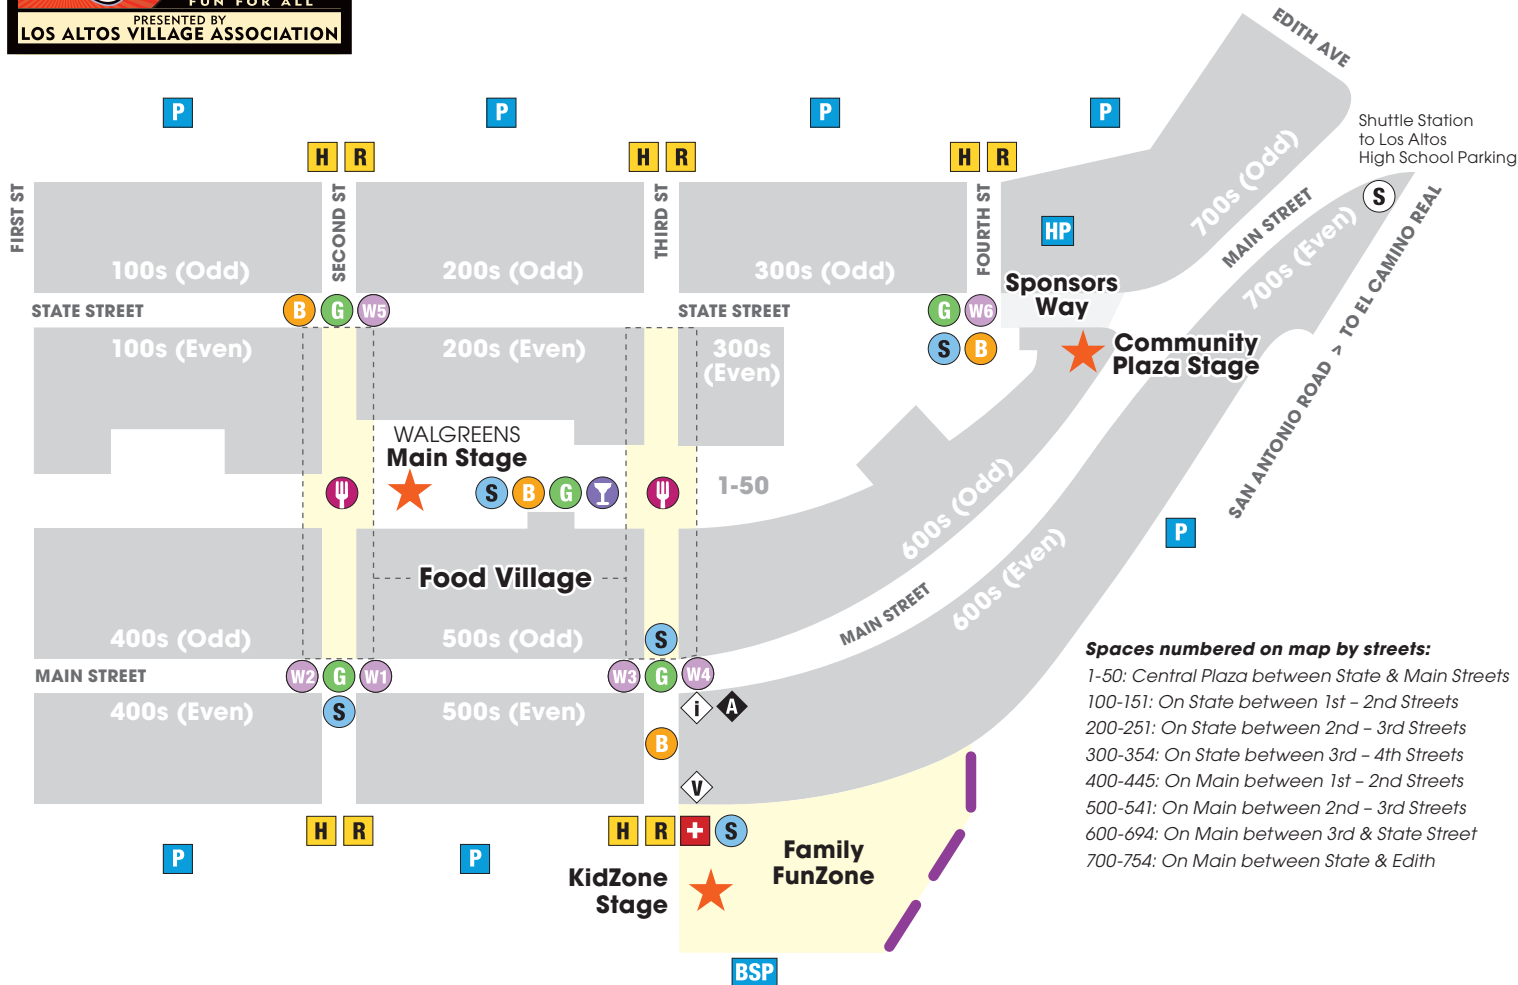 FUN FOR ALL
PRESENTED BY
LOS ALTOS VILLAGE ASSOCIATION
EDITH AVE
P
P
P
P
Shuttle Station
to Los Altos
High School Parking
S
H R
H R
H R
FIRST ST
SECOND ST
THIRD ST
FOURTH ST
HP
700s (Odd)
MAIN STREET
700s (Even)
SAN ANTONIO ROAD > TO EL CAMINO REAL
100s (Odd)
200s (Odd)
300s (Odd)
Sponsors
Way
STATE STREET
B G W5
STATE STREET
G W6
S B
100s (Even)
200s (Even)
300s
(Even)
Community
Plaza Stage
WALGREENS
Main Stage
S B G
1-50
600s (Odd)
P
Food Village
MAIN STREET
600s (Even)
400s (Odd)
500s (Odd)
S
MAIN STREET
W2 G W1
W3 G W4
400s (Even)
S
500s (Even)
i A
B
V
H R
H R
S
P
P
KidZone
Stage
Family
FunZone
BSP
Spaces numbered on map by streets:
1-50: Central Plaza between State & Main Streets
100-151: On State between 1st – 2nd Streets
200-251: On State between 2nd – 3rd Streets
300-354: On State between 3rd – 4th Streets
400-445: On Main between 1st – 2nd Streets
500-541: On Main between 2nd – 3rd Streets
600-694: On Main between 3rd & State Street
700-754: On Main between State & Edith